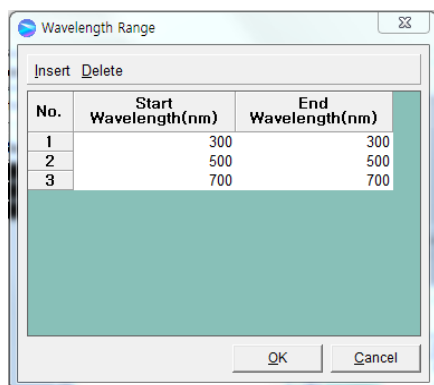 Wavelength Range
Insert Delete
No. Start Wavelength(nm) End Wavelength(nm)
1 300 300
2 500 500
3 700 700
OK Cancel